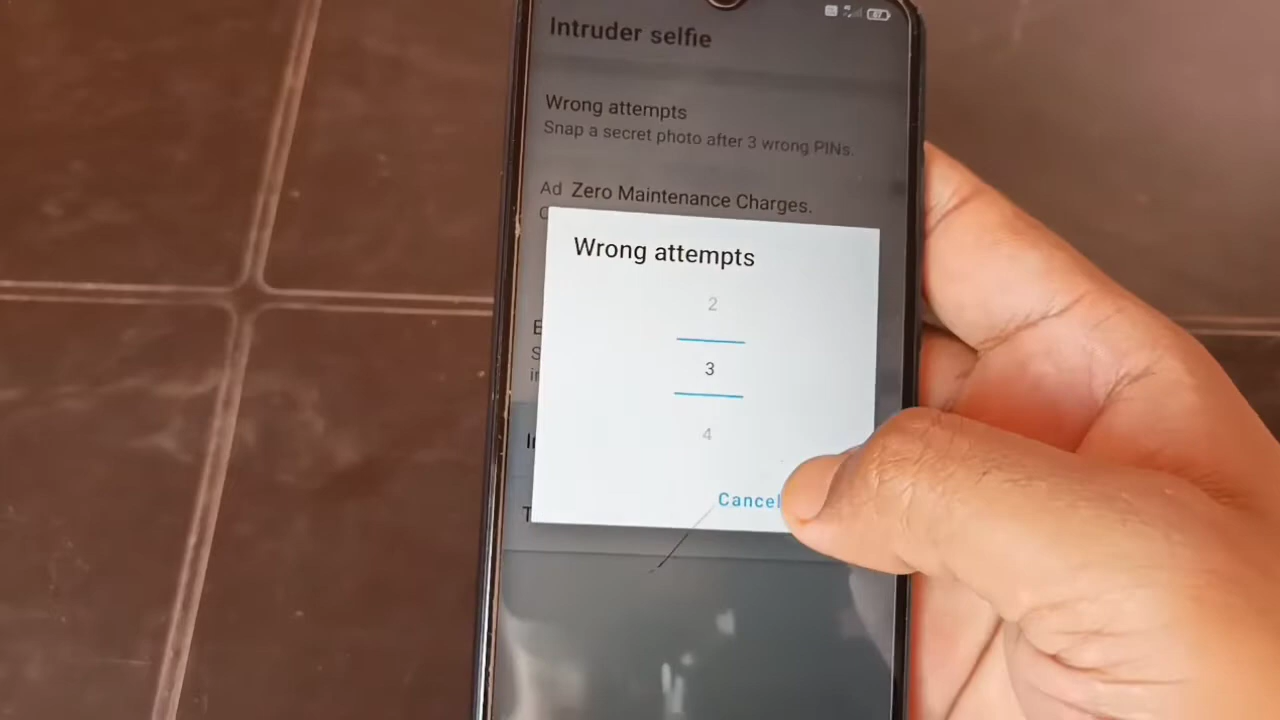 67
Intruder selfie
Wrong attempts
Snap a secret photo after 3 wrong PINs.
Ad Zero Maintenance Charges.
Wrong attempts
2
3
4
Cancel